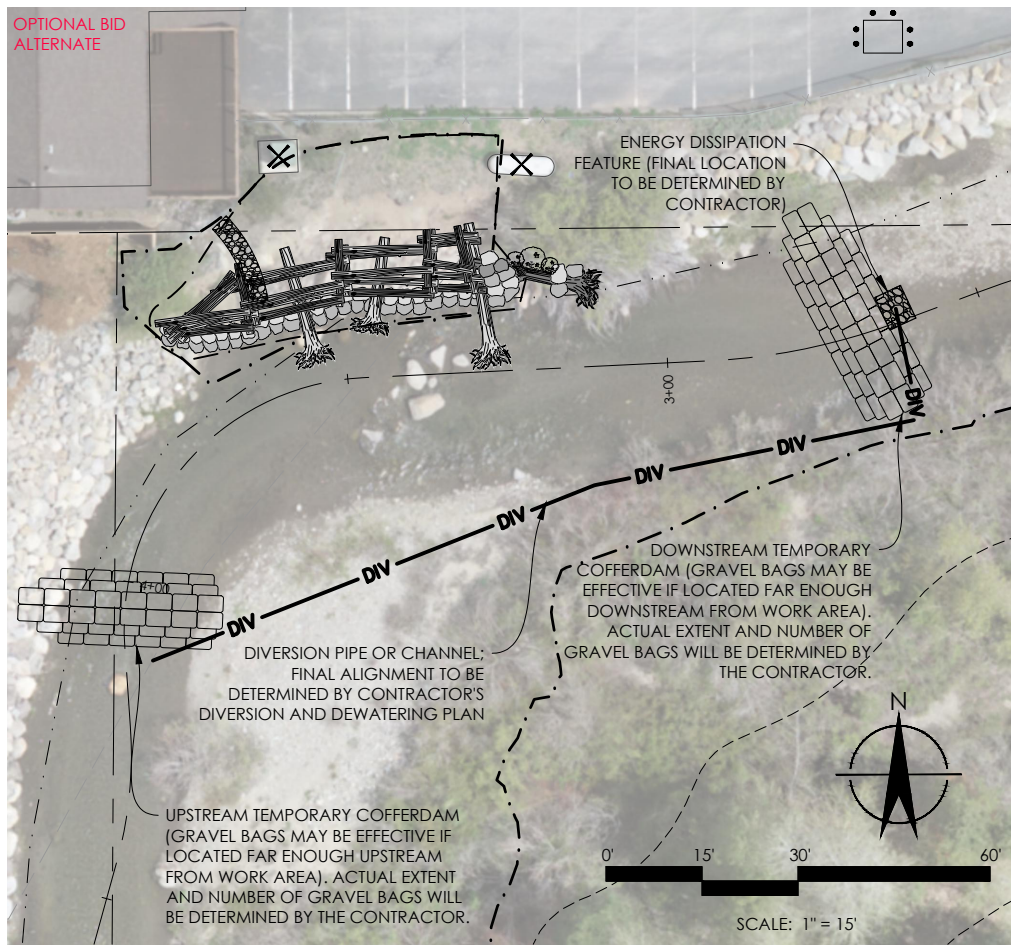 OPTIONAL BID
ALTERNATE
ENERGY DISSIPATION
FEATURE (FINAL LOCATION
TO BE DETERMINED BY
CONTRACTOR)
3+00
DIV
DIV
DIV
DIV
DIV
DIV
4+00
DOWNSTREAM TEMPORARY
COFFERDAM (GRAVEL BAGS MAY BE
EFFECTIVE IF LOCATED FAR ENOUGH
DOWNSTREAM FROM WORK AREA).
ACTUAL EXTENT AND NUMBER OF
GRAVEL BAGS WILL BE DETERMINED BY
THE CONTRACTOR.
DIVERSION PIPE OR CHANNEL;
FINAL ALIGNMENT TO BE
DETERMINED BY CONTRACTOR'S
DIVERSION AND DEWATERING PLAN
N
UPSTREAM TEMPORARY COFFERDAM
(GRAVEL BAGS MAY BE EFFECTIVE IF
LOCATED FAR ENOUGH UPSTREAM
FROM WORK AREA). ACTUAL EXTENT
AND NUMBER OF GRAVEL BAGS WILL
BE DETERMINED BY THE CONTRACTOR.
0' 15' 30' 60'
SCALE: 1" = 15'